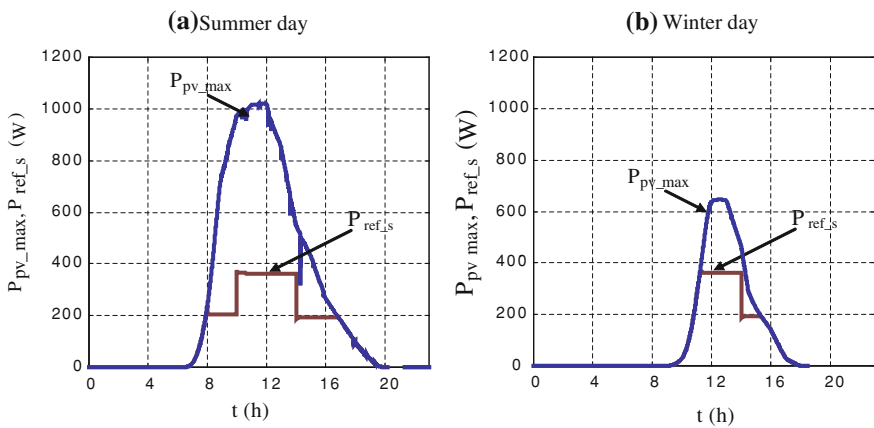 (a) Summer day
P_pv_max, P_ref_s (W)
1200
1000
800
600
400
200
0
P_pv_max
P_ref_s
0 4 8 12 16 20
t (h)
(b) Winter day
P_pv max, P_ref_s (W)
1200
1000
800
600
400
200
0
P_pv_max
P_ref_s
0 4 8 12 16 20
t (h)